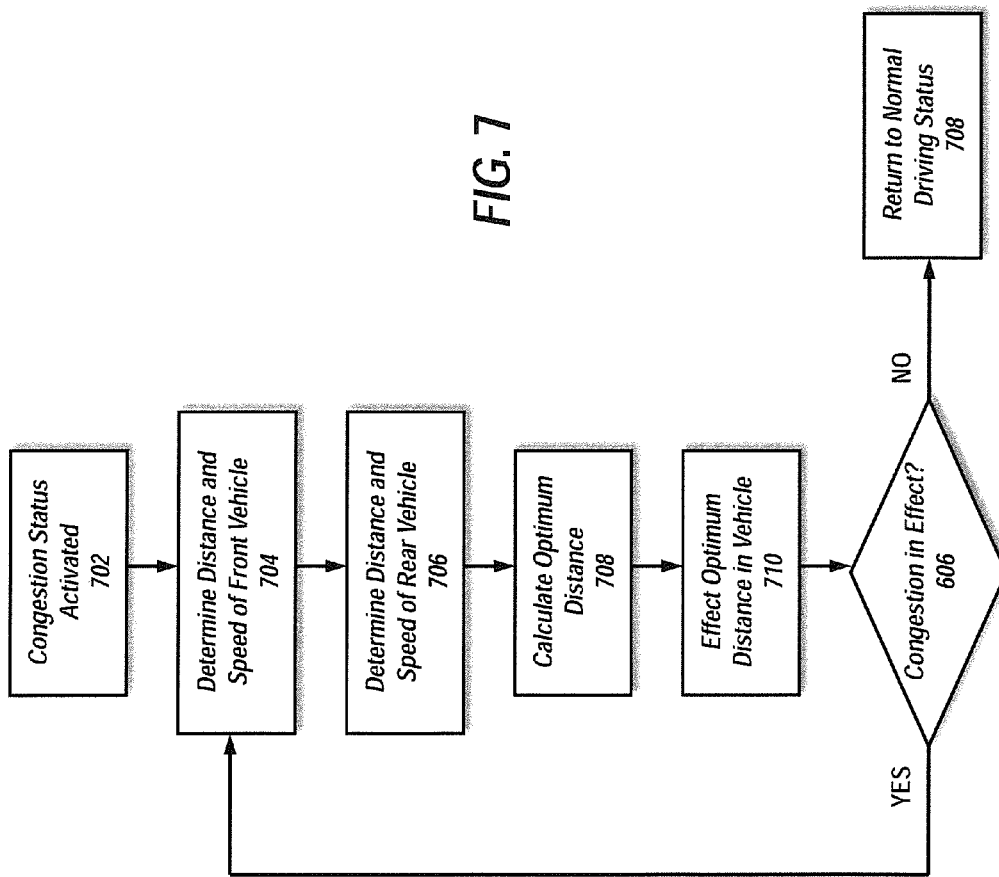 Congestion Status
Activated
702
Determine Distance and
Speed of Front Vehicle
704
Determine Distance and
Speed of Rear Vehicle
706
Calculate Optimum
Distance
708
Effect Optimum
Distance in Vehicle
710
Congestion in Effect?
606
YES
NO
Return to Normal
Driving Status
708
FIG. 7